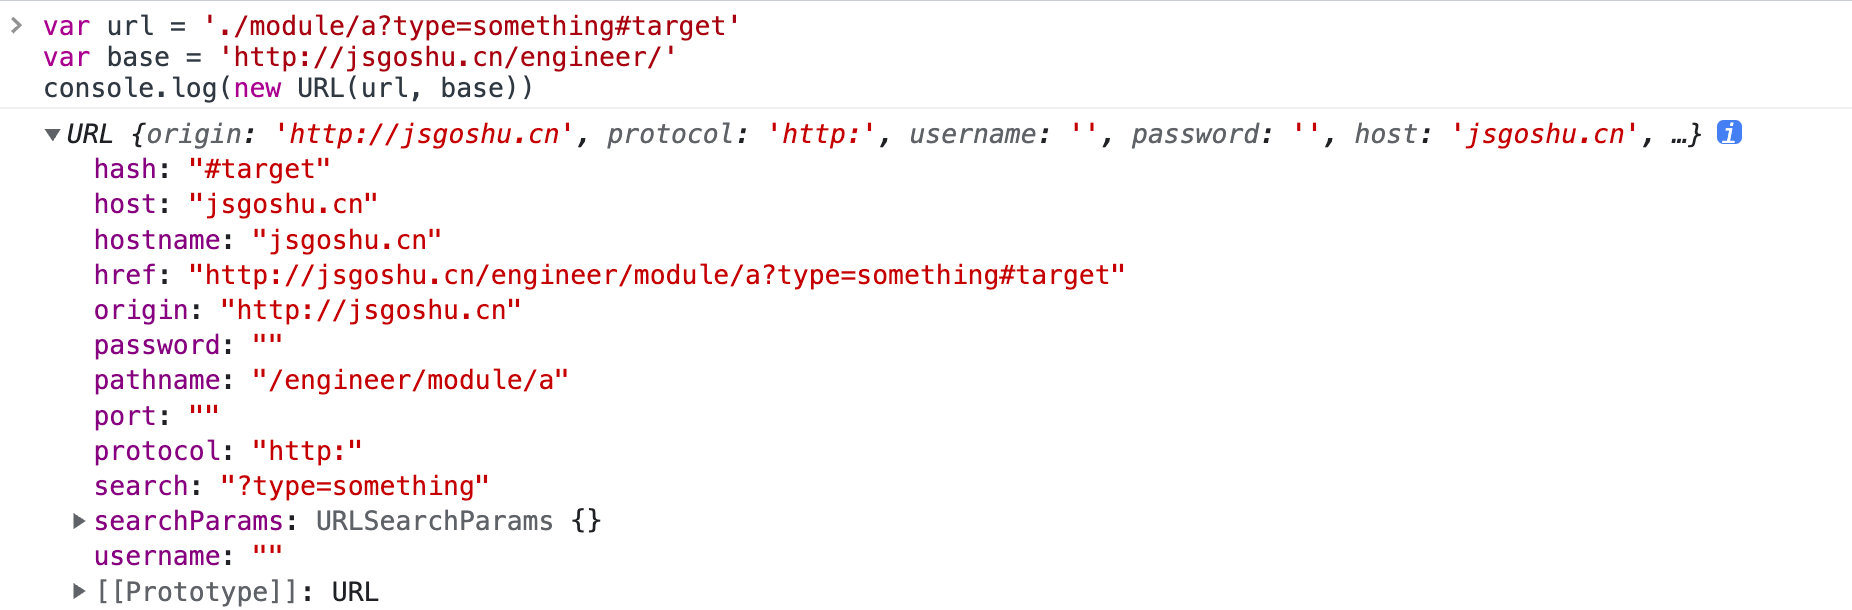 > var url = './module/a?type=something#target'
var base = 'http://jsgoshu.cn/engineer/'
console.log(new URL(url, base))
▼URL {origin: 'http://jsgoshu.cn', protocol: 'http:', username: '', password: '', host: 'jsgoshu.cn', …} i
hash: "#target"
host: "jsgoshu.cn"
hostname: "jsgoshu.cn"
href: "http://jsgoshu.cn/engineer/module/a?type=something#target"
origin: "http://jsgoshu.cn"
password: ""
pathname: "/engineer/module/a"
port: ""
protocol: "http:"
search: "?type=something"
▶searchParams: URLSearchParams {}
username: ""
▶[[Prototype]]: URL